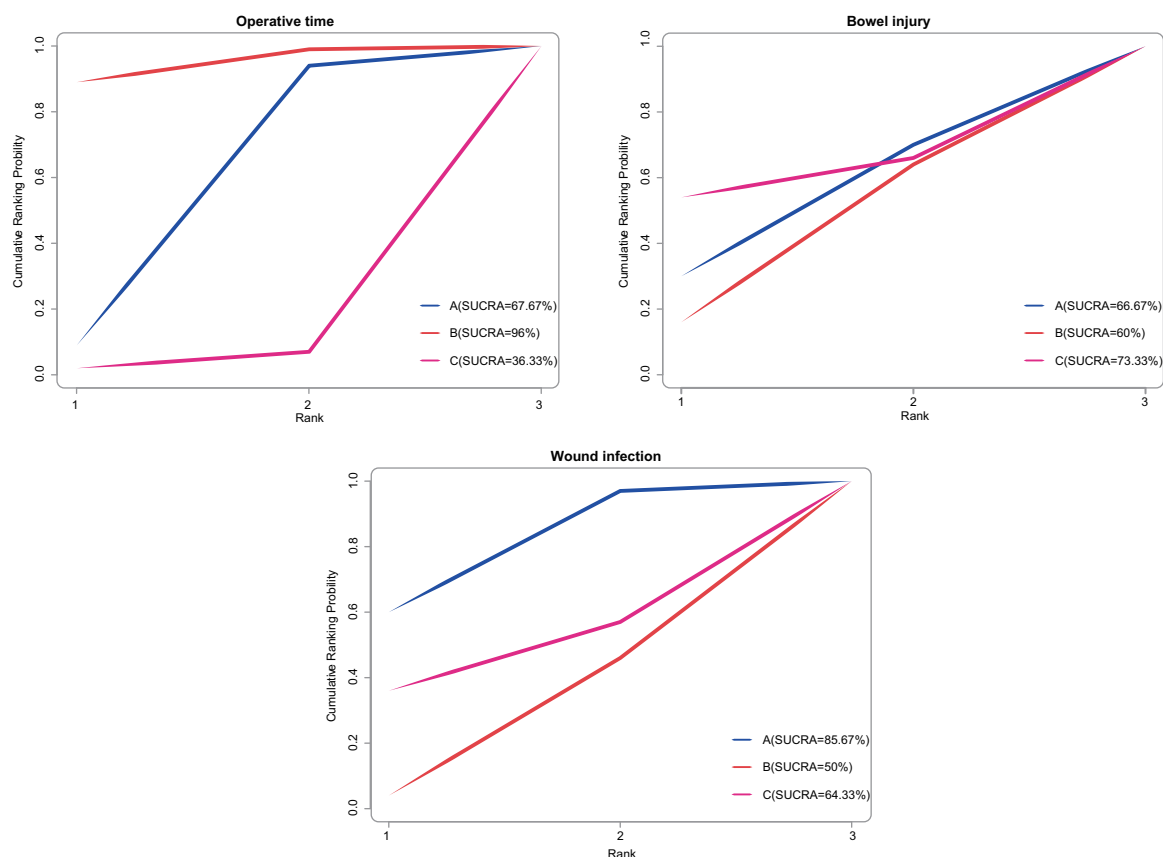 Operative time
Cumulative Ranking Probility
1.0
0.8
0.6
0.4
0.2
0.0
A(SUCRA=67.67%)
B(SUCRA=96%)
C(SUCRA=36.33%)
1 2 3
Rank
Bowel injury
Cumulative Ranking Probility
1.0
0.8
0.6
0.4
0.2
0.0
A(SUCRA=66.67%)
B(SUCRA=60%)
C(SUCRA=73.33%)
1 2 3
Rank
Wound infection
Cumulative Ranking Probility
1.0
0.8
0.6
0.4
0.2
0.0
A(SUCRA=85.67%)
B(SUCRA=50%)
C(SUCRA=64.33%)
1 2 3
Rank